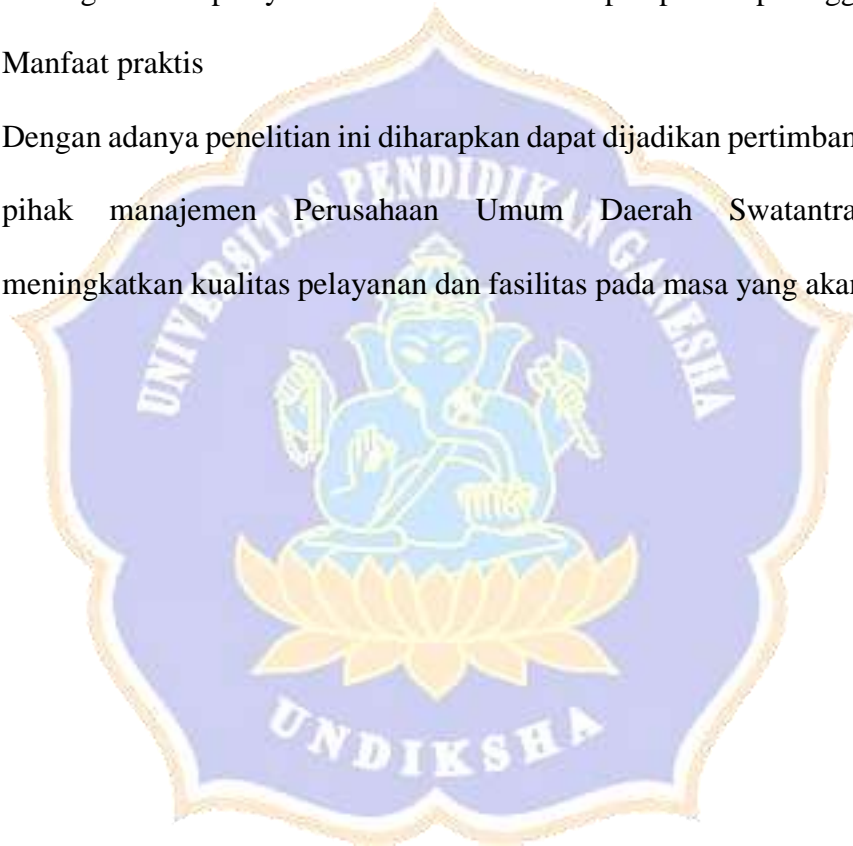 Manfaat praktis
Dengan adanya penelitian ini diharapkan dapat dijadikan pertimban
pihak manajemen Perusahaan Umum Daerah Swatantra
meningkatkan kualitas pelayanan dan fasilitas pada masa yang akan
UNIVERSITAS PENDIDIKAN GANESHA
UNDIKSHA